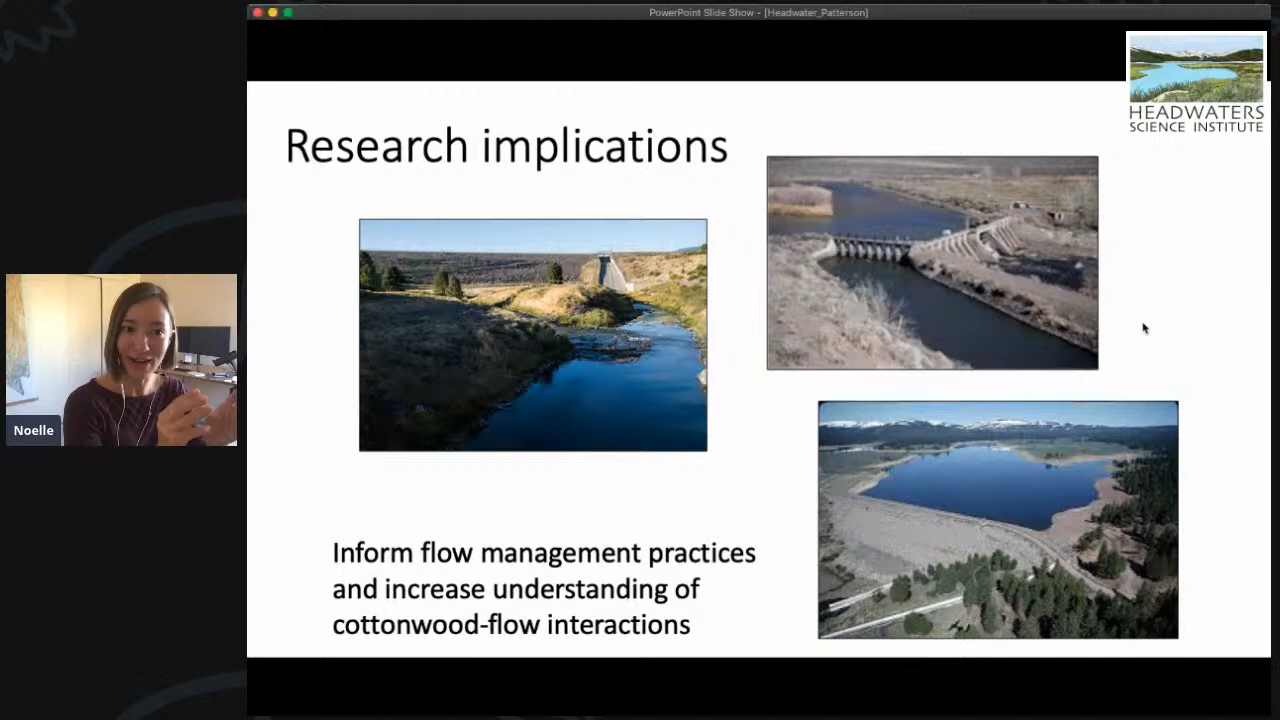 PowerPoint Slide Show - [Headwater_Patterson]
HEADWATERS
SCIENCE INSTITUTE
Research implications
Noelle
Inform flow management practices
and increase understanding of
cottonwood-flow interactions